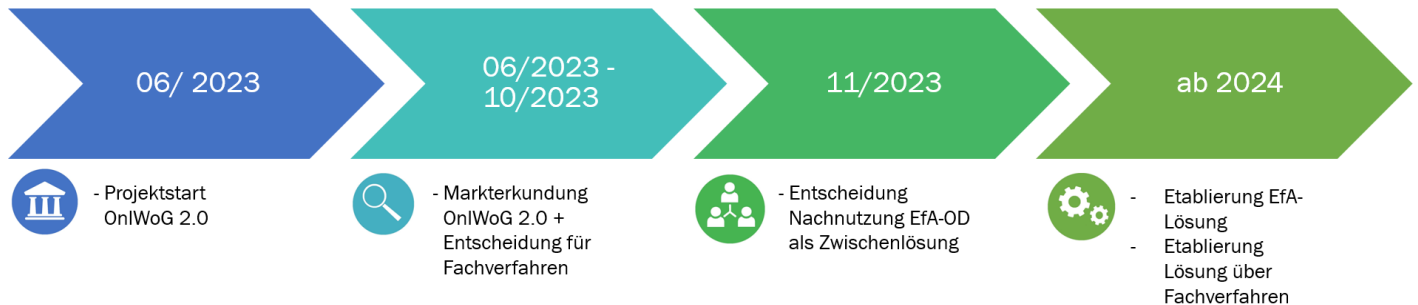 06/ 2023
06/2023 -
10/2023
11/2023
ab 2024
- Projektstart
OnlWoG 2.0
- Markterkundung
OnlWoG 2.0 +
Entscheidung für
Fachverfahren
- Entscheidung
Nachnutzung EfA-OD
als Zwischenlösung
- Etablierung EfA-
Lösung
- Etablierung
Lösung über
Fachverfahren